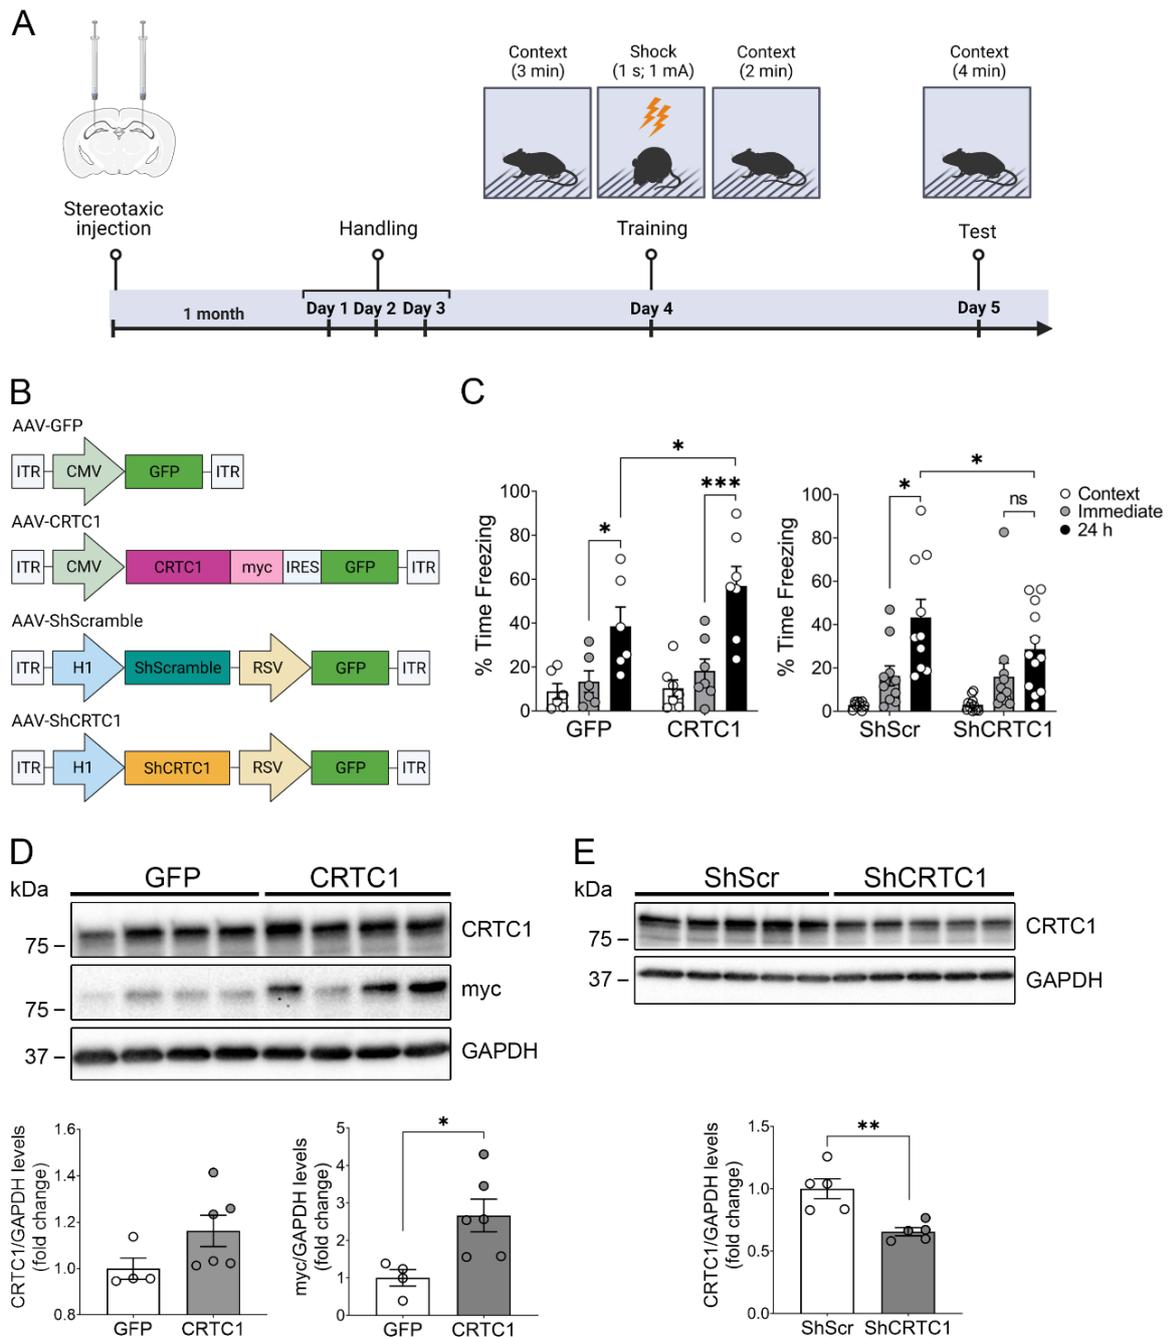 A
Context
(3 min)
Shock
(1 s; 1 mA)
Context
(2 min)
Context
(4 min)
Stereotaxic
injection
Handling
Training
Test
1 month
Day 1 Day 2 Day 3
Day 4
Day 5
B
AAV-GFP
ITR CMV GFP ITR
AAV-CRTC1
ITR CMV CRTC1 myc IRES GFP ITR
AAV-ShScramble
ITR H1 ShScramble RSV GFP ITR
AAV-ShCRTC1
ITR H1 ShCRTC1 RSV GFP ITR
C
% Time Freezing
100
80
60
40
20
0
*
*
***
GFP CRTC1
% Time Freezing
100
80
60
40
20
0
*
*
ns
ShScr ShCRTC1
Context
Immediate
24 h
D
kDa
GFP CRTC1
75 – CRTC1
75 – myc
37 – GAPDH
CRTC1/GAPDH levels
(fold change)
1.6
1.4
1.2
1.0
0.8
GFP CRTC1
myc/GAPDH levels
(fold change)
5
4
3
2
1
0
*
GFP CRTC1
E
kDa
ShScr ShCRTC1
75 – CRTC1
37 – GAPDH
CRTC1/GAPDH levels
(fold change)
1.5
1.0
0.5
0.0
**
ShScr ShCRTC1